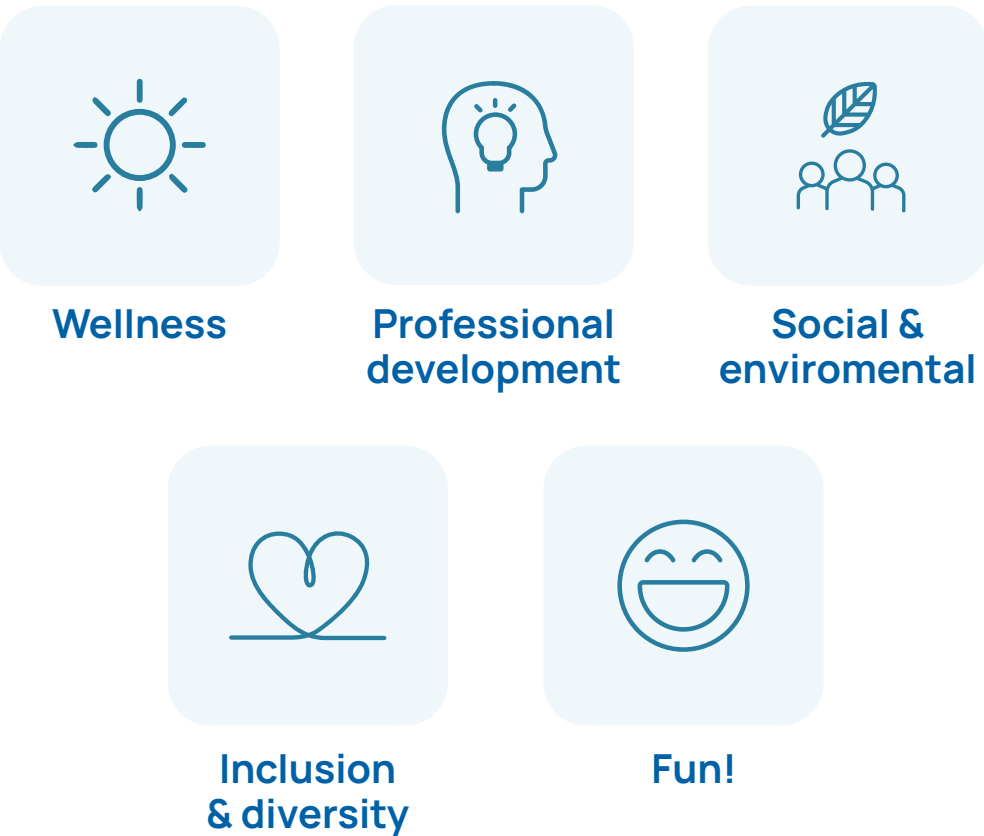 Wellness
Professional
development
Social &
enviromental
Inclusion
& diversity
Fun!